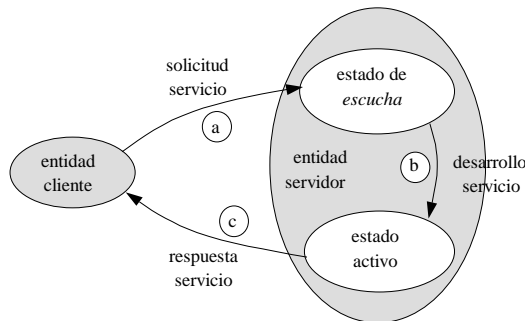 solicitud
servicio
estado de
escucha
a
entidad
cliente
entidad
servidor
b
desarrollo
servicio
c
respuesta
servicio
estado
activo